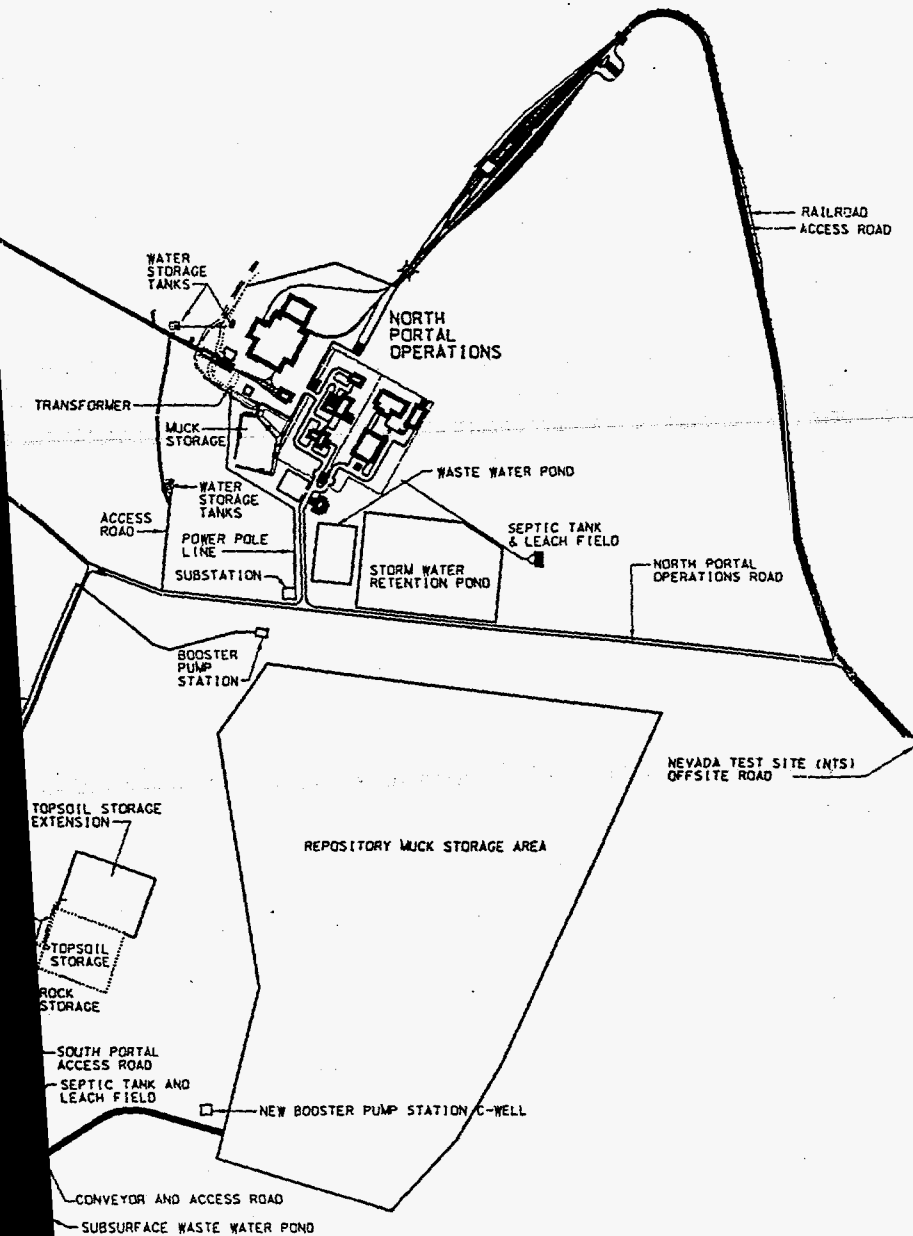 RAILROAD
ACCESS ROAD
WATER
STORAGE
TANKS
NORTH
PORTAL
OPERATIONS
TRANSFORMER
MUCK
STORAGE
WATER
STORAGE
TANKS
WASTE WATER POND
ACCESS
ROAD
POWER POLE
LINE
SEPTIC TANK
& LEACH FIELD
SUBSTATION
STORM WATER
RETENTION POND
NORTH PORTAL
OPERATIONS ROAD
BOOSTER
PUMP
STATION
NEVADA TEST SITE (NTS)
OFFSITE ROAD
TOPSOIL STORAGE
EXTENSION
REPOSITORY MUCK STORAGE AREA
TOPSOIL
STORAGE
ROCK
STORAGE
SOUTH PORTAL
ACCESS ROAD
SEPTIC TANK AND
LEACH FIELD
NEW BOOSTER PUMP STATION C-WELL
CONVEYOR AND ACCESS ROAD
SUBSURFACE WASTE WATER POND